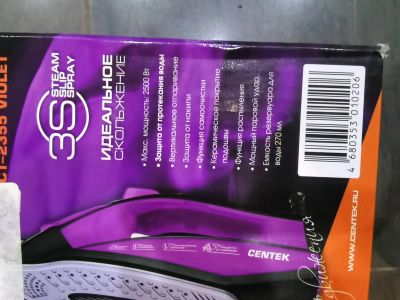 CT-2355 VIOLET
3S
STEAM
SLIP
SPRAY
ИДЕАЛЬНОЕ
СКОЛЬЖЕНИЕ
• Макс. мощность: 2500 Вт
• Защита от протекания воды
• Вертикальное отпаривание
• Защита от накипи
• Функция самоочистки
• Керамическое покрытие
подошвы
• Функция распыления
• Мощный паровой удар
• Емкость резервуара для
воды 270 мл
4 680353 010206
WWW.CENTEK.RU
CENTEK
движения